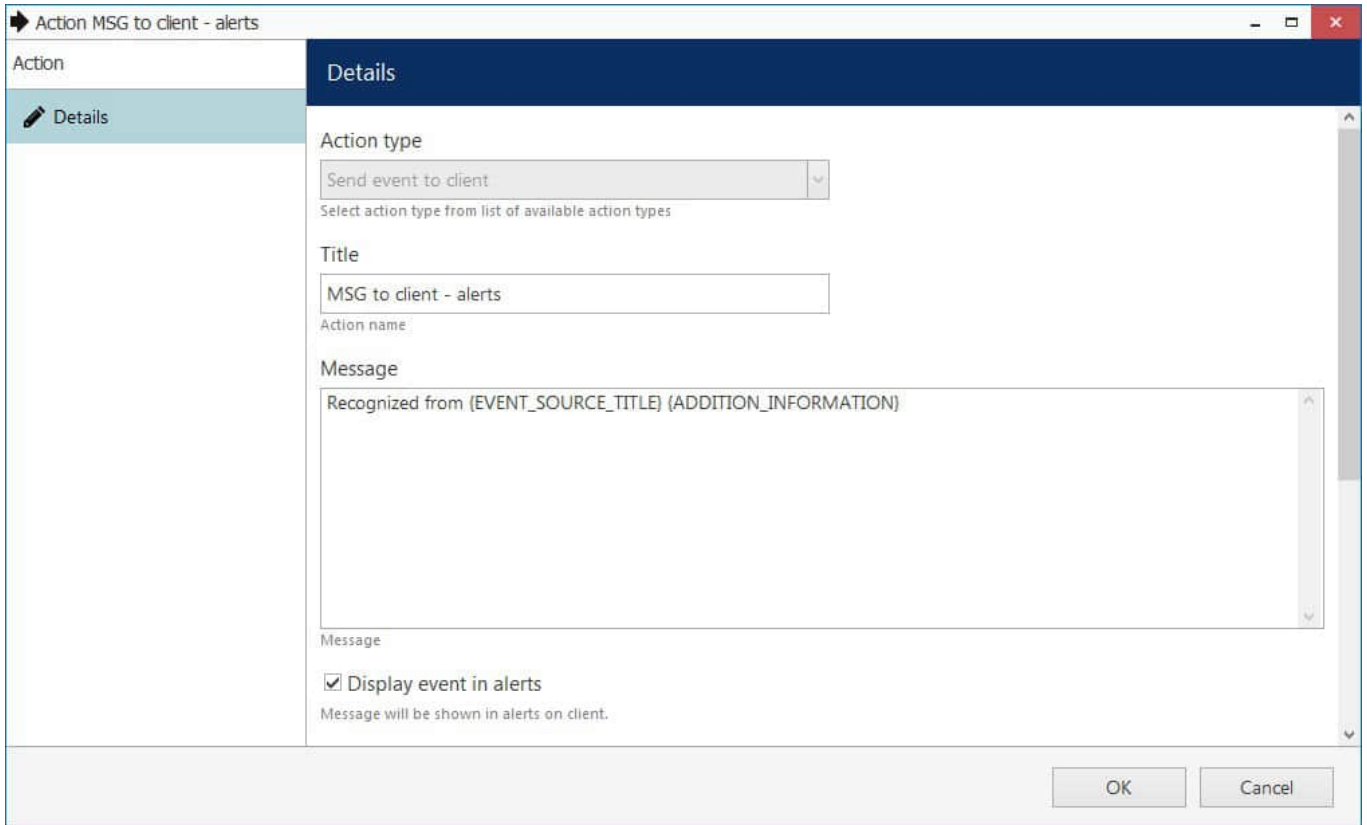 Action MSG to client - alerts
Action
Details
Details
Action type
Send event to client
Select action type from list of available action types
Title
MSG to client - alerts
Action name
Message
Recognized from {EVENT_SOURCE_TITLE} {ADDITION_INFORMATION}
Message
Display event in alerts
Message will be shown in alerts on client.
OK
Cancel